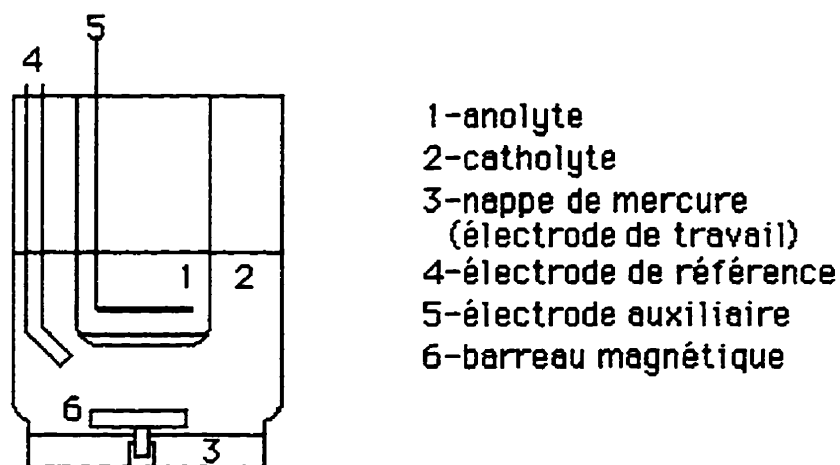 5
4
1 2
6
3
1-anolyte
2-catholyte
3-nappe de mercure
(électrode de travail)
4-électrode de référence
5-électrode auxiliaire
6-barreau magnétique